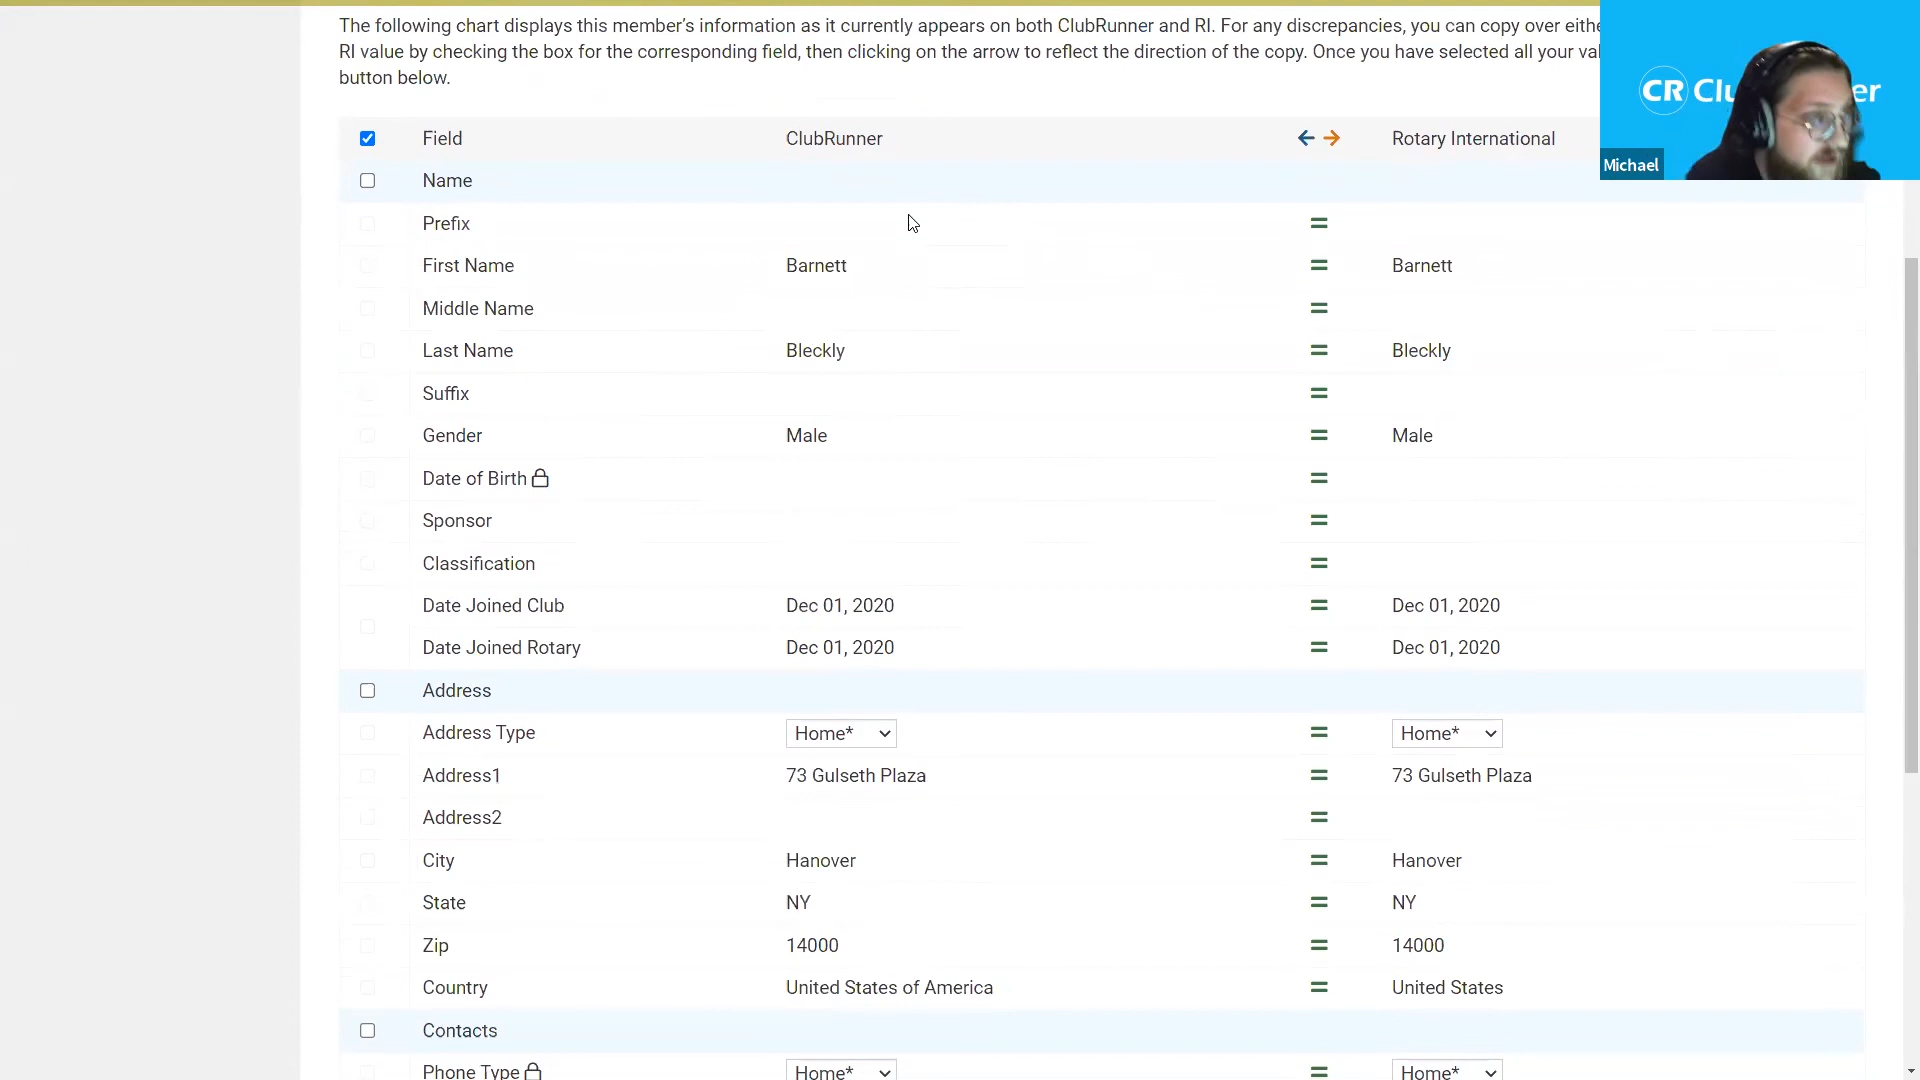 The following chart displays this member's information as it currently appears on both ClubRunner and RI. For any discrepancies, you can copy over
RI value by checking the box for the corresponding field, then clicking on the arrow to reflect the direction of the copy. Once you have selected all your
button below.
CR
Michael
Field ClubRunner Rotary International
Name
Prefix =
First Name Barnett = Barnett
Middle Name =
Last Name Bleckly = Bleckly
Suffix =
Gender Male = Male
Date of Birth =
Sponsor =
Classification =
Date Joined Club Dec 01, 2020 = Dec 01, 2020
Date Joined Rotary Dec 01, 2020 = Dec 01, 2020
Address
Address Type Home* = Home*
Address1 73 Gulseth Plaza = 73 Gulseth Plaza
Address2 =
City Hanover = Hanover
State NY = NY
Zip 14000 = 14000
Country United States of America = United States
Contacts
Phone Type Home* = Home*